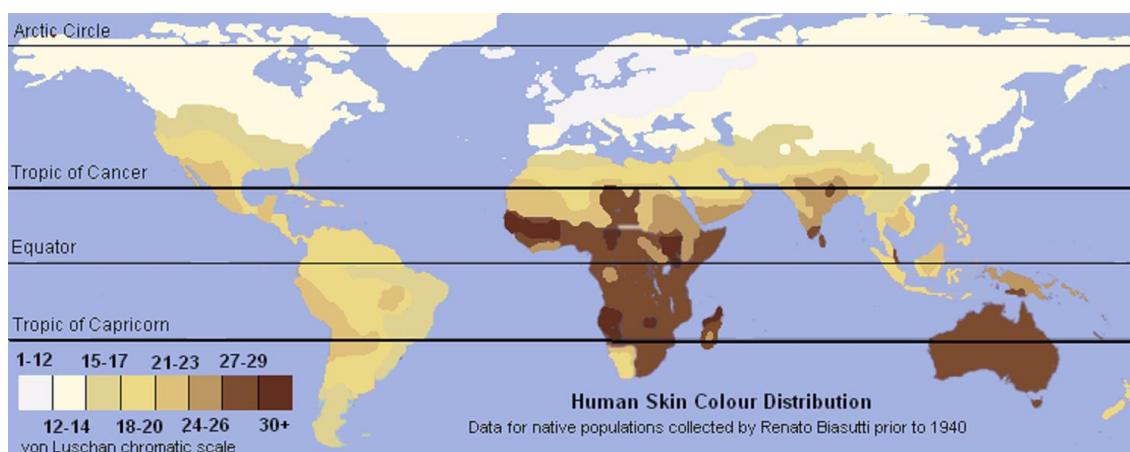 Arctic Circle
Tropic of Cancer
Equator
Tropic of Capricorn
1-12 15-17 21-23 27-29
12-14 18-20 24-26 30+
von Luschan chromatic scale
Human Skin Colour Distribution
Data for native populations collected by Renato Biasutti prior to 1940